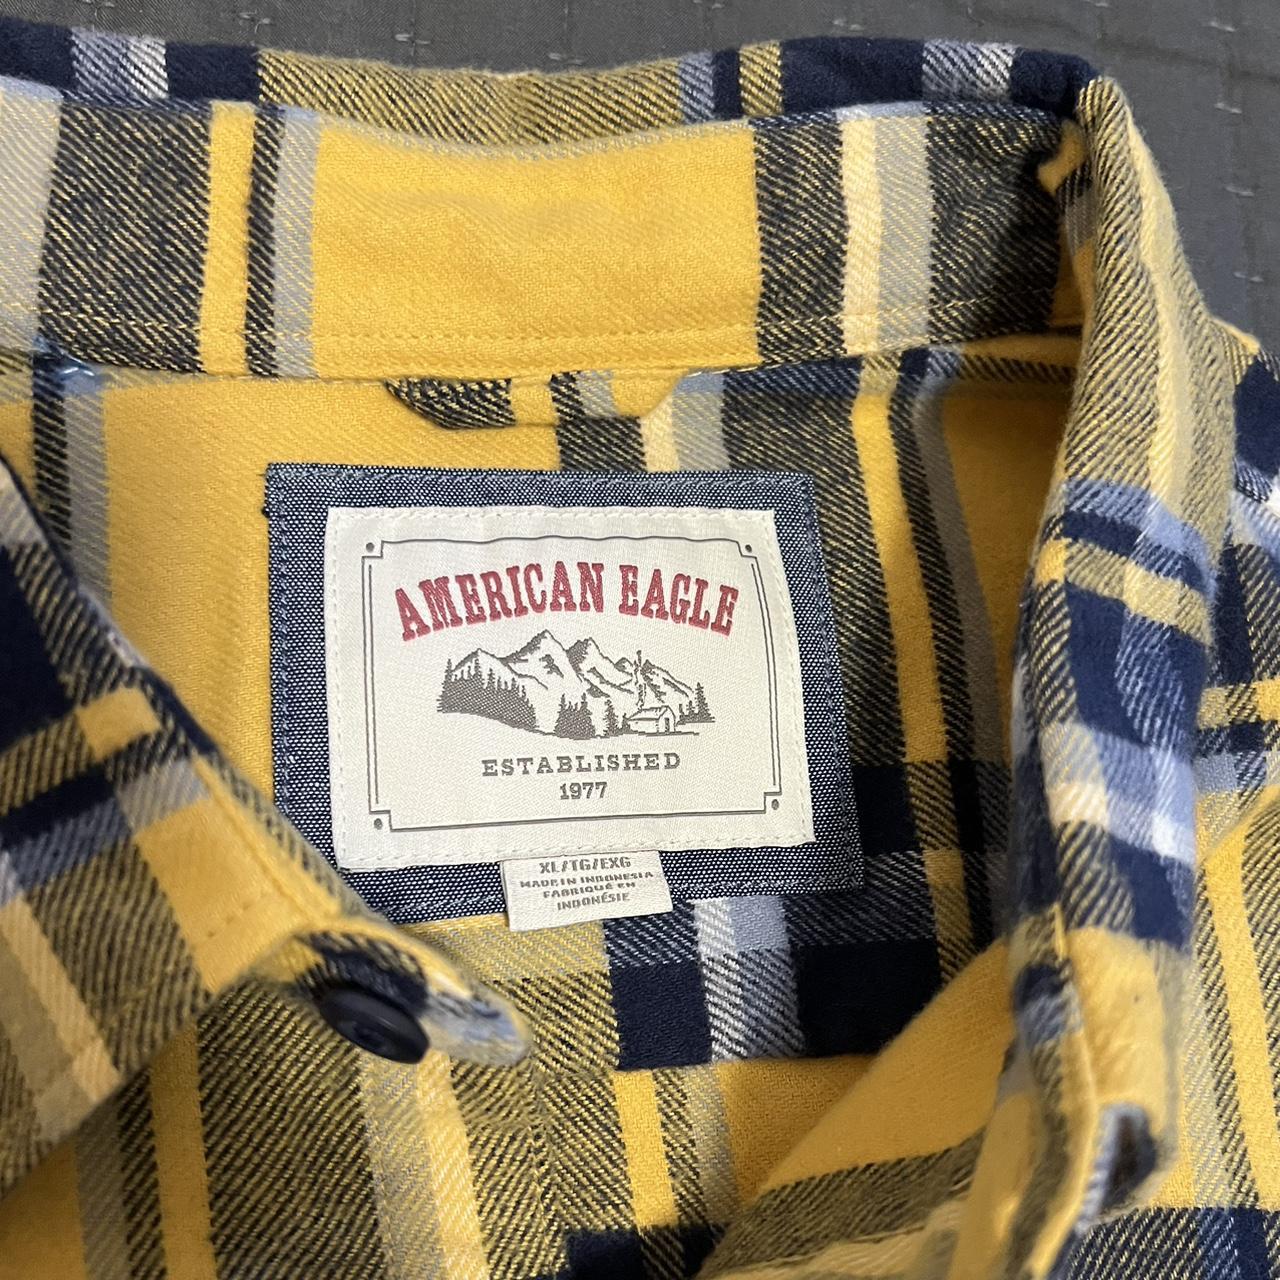 AMERICAN EAGLE
ESTABLISHED
1977
XL/TG/EXG
MADE IN INDONESIA
FABRIQUÉ EN
INDONÉSIE